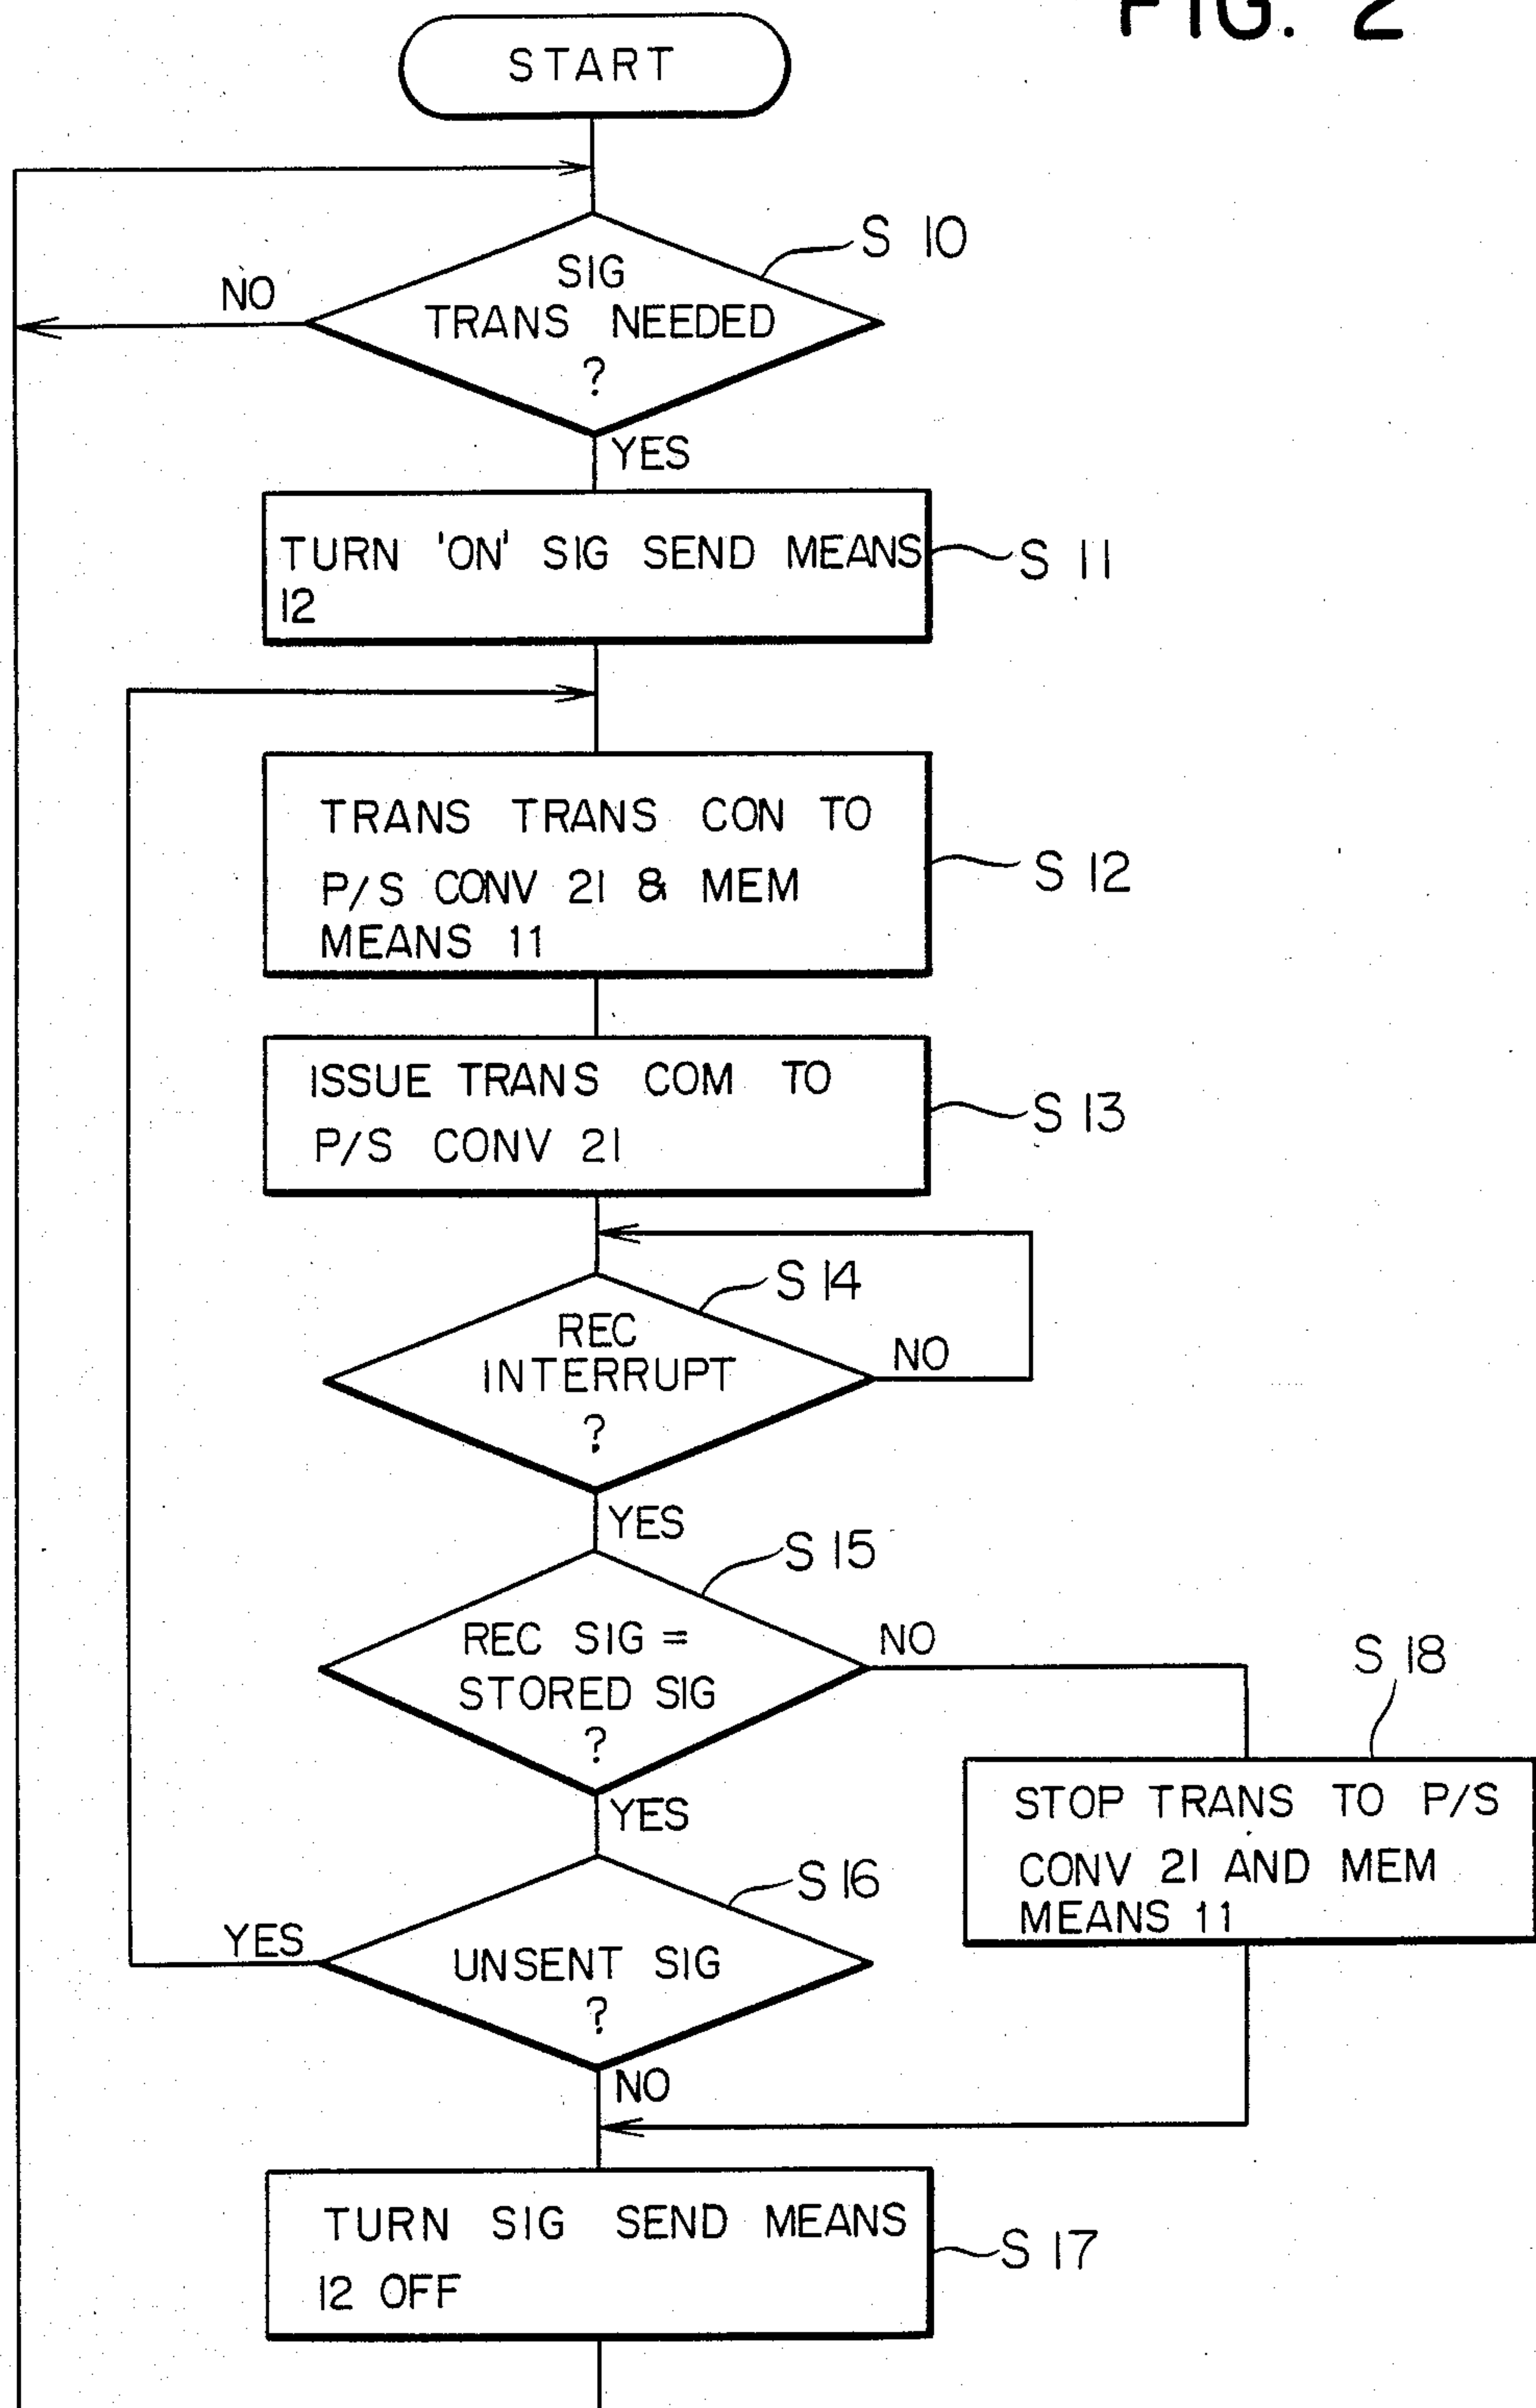 FIG. 2
START
S 10
SIG
TRANS NEEDED
?
NO
YES
TURN 'ON' SIG SEND MEANS
12
S 11
TRANS TRANS CON TO
P/S CONV 21 & MEM
MEANS 11
S 12
ISSUE TRANS COM TO
P/S CONV 21
S 13
S 14
REC
INTERRUPT
?
NO
YES
S 15
REC SIG =
STORED SIG
?
NO
YES
S 18
STOP TRANS TO P/S
CONV 21 AND MEM
MEANS 11
S 16
UNSENT SIG
?
YES
NO
TURN SIG SEND MEANS
12 OFF
S 17